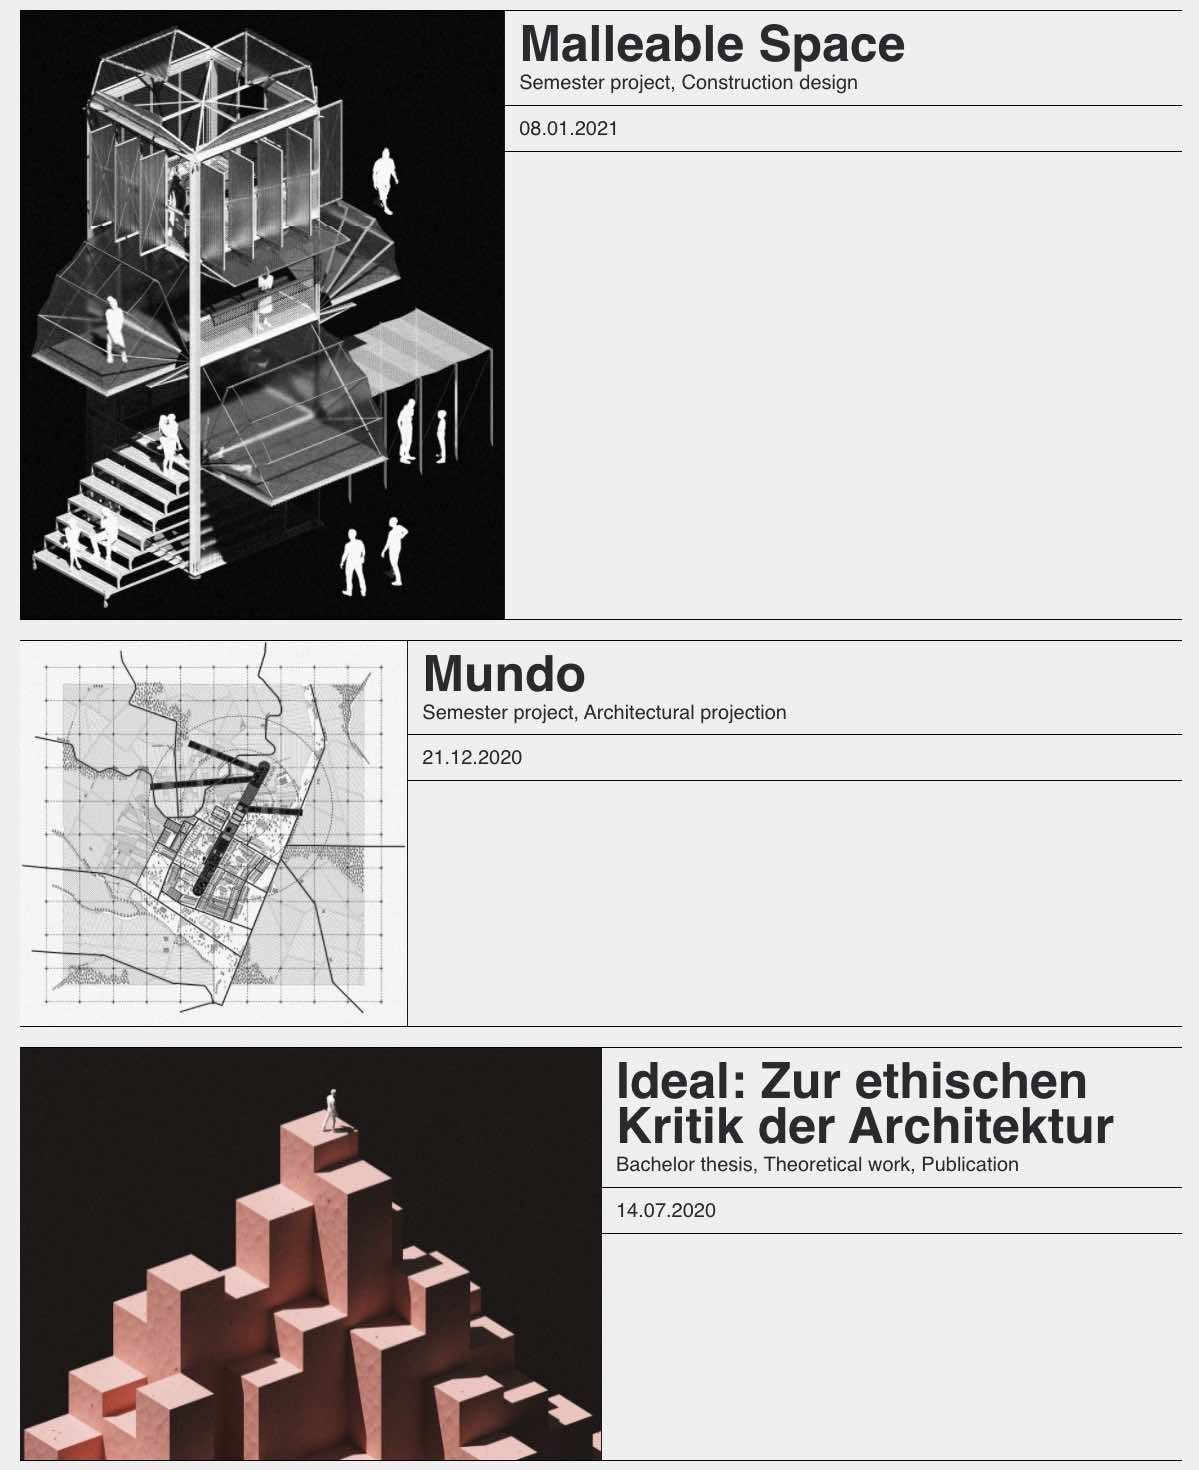 Malleable Space
Semester project, Construction design
08.01.2021
Mundo
Semester project, Architectural projection
21.12.2020
Ideal: Zur ethischen
Kritik der Architektur
Bachelor thesis, Theoretical work, Publication
14.07.2020